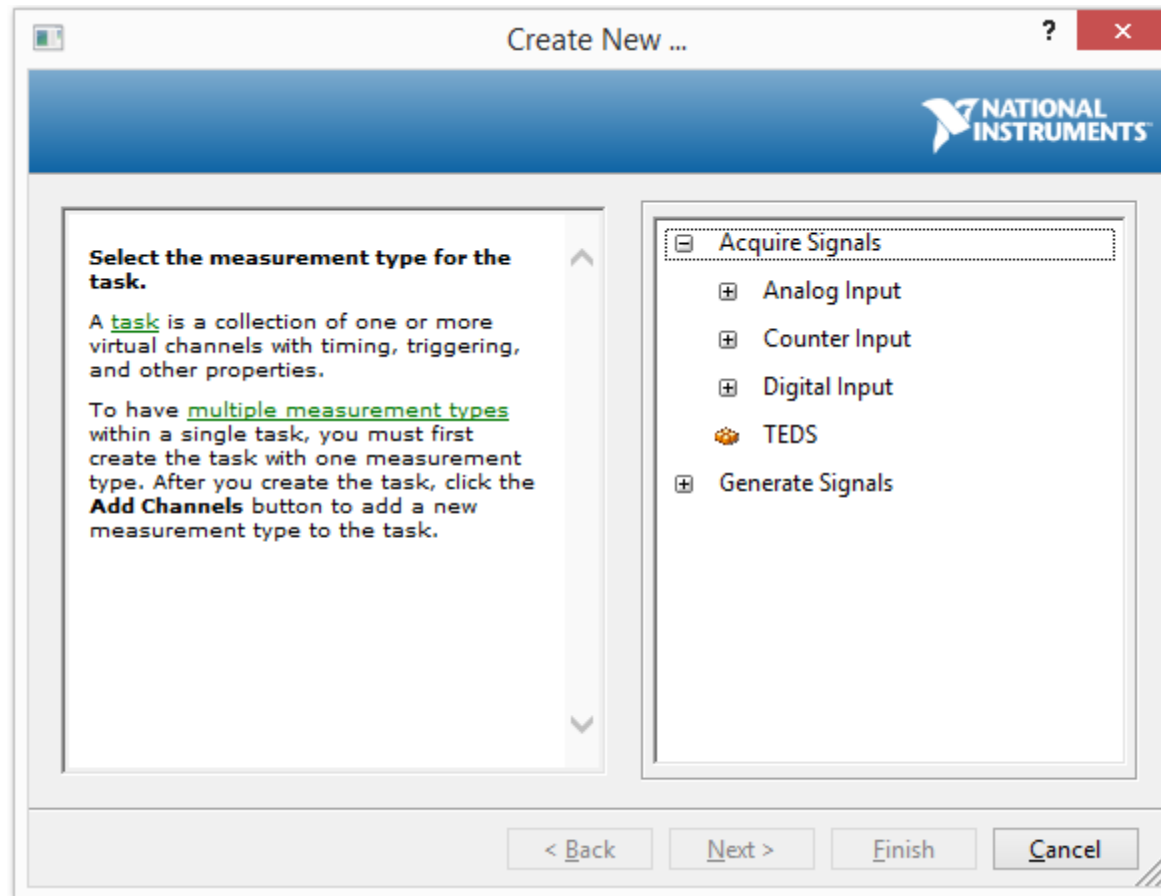 Create New ...
?
NATIONAL
INSTRUMENTS™
Select the measurement type for the
task.
A task is a collection of one or more
virtual channels with timing, triggering,
and other properties.
To have multiple measurement types
within a single task, you must first
create the task with one measurement
type. After you create the task, click the
Add Channels button to add a new
measurement type to the task.
Acquire Signals
Analog Input
Counter Input
Digital Input
TEDS
Generate Signals
< Back
Next >
Finish
Cancel